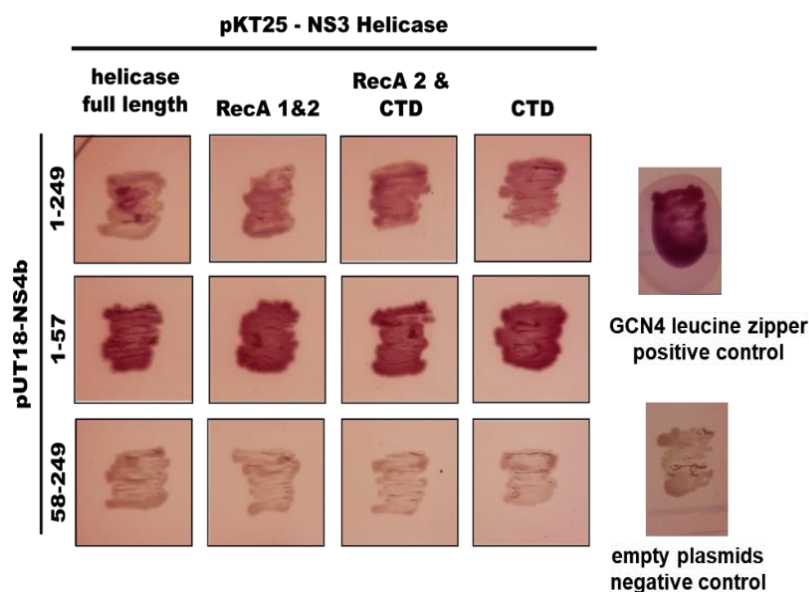 pKT25 - NS3 Helicase
helicase
full length
RecA 1&2
RecA 2 &
CTD
CTD
pUT18-NS4b
1-249
1-57
58-249
GCN4 leucine zipper
positive control
empty plasmids
negative control